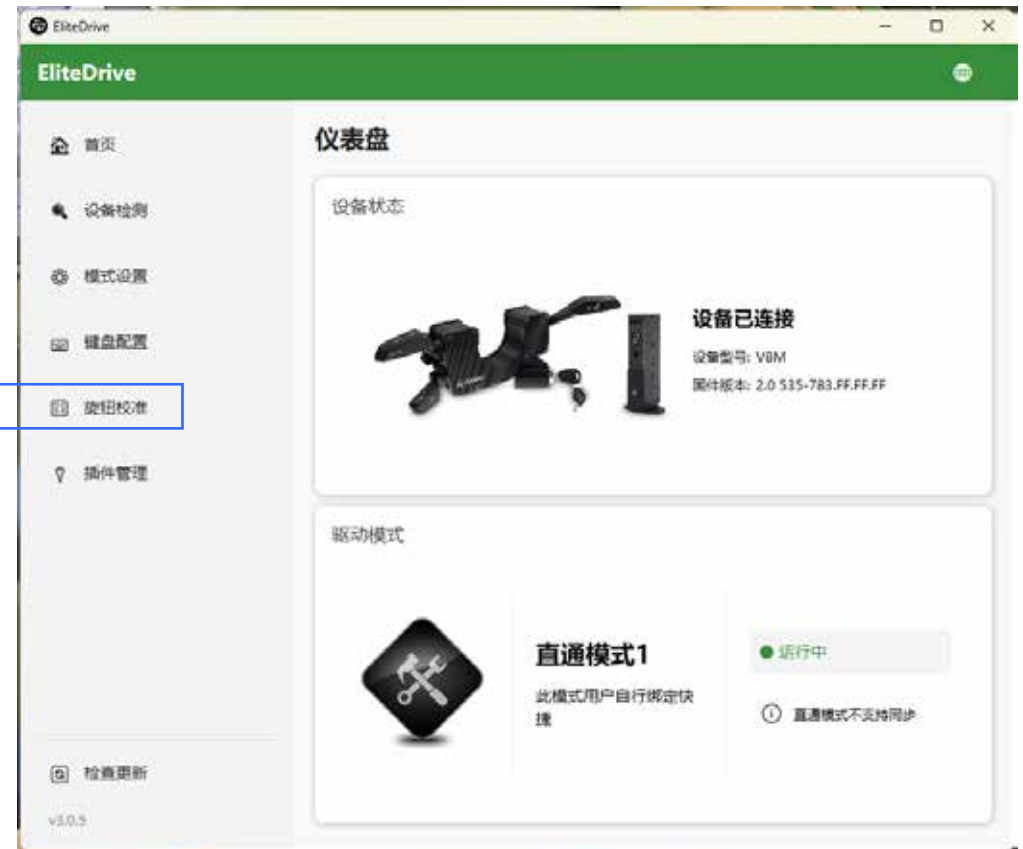 EliteDrive
EliteDrive
首页
设备检测
模式设置
键盘配置
旋钮校准
插件管理
检查更新
v3.0.5
仪表盘
设备状态
设备已连接
设备型号: V8M
固件版本: 2.0 535-783.FF.FF.FF
驱动模式
直通模式1
此模式用户自行绑定快
捷
运行中
直通模式不支持同步